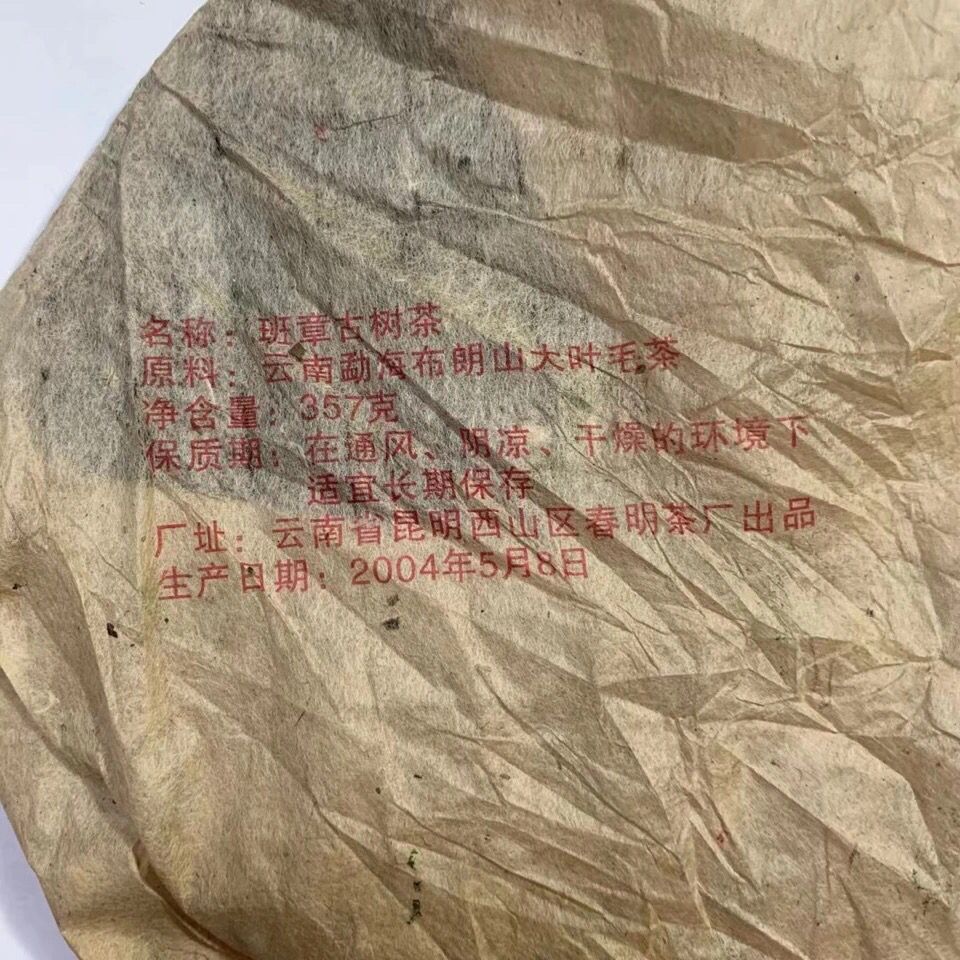 名称：班章古树茶
原料：云南勐海布朗山大叶毛茶
净含量：357克
保质期：在通风、阴凉、干燥的环境下
适宜长期保存
厂址：云南省昆明西山区春明茶厂出品
生产日期：2004年5月8日